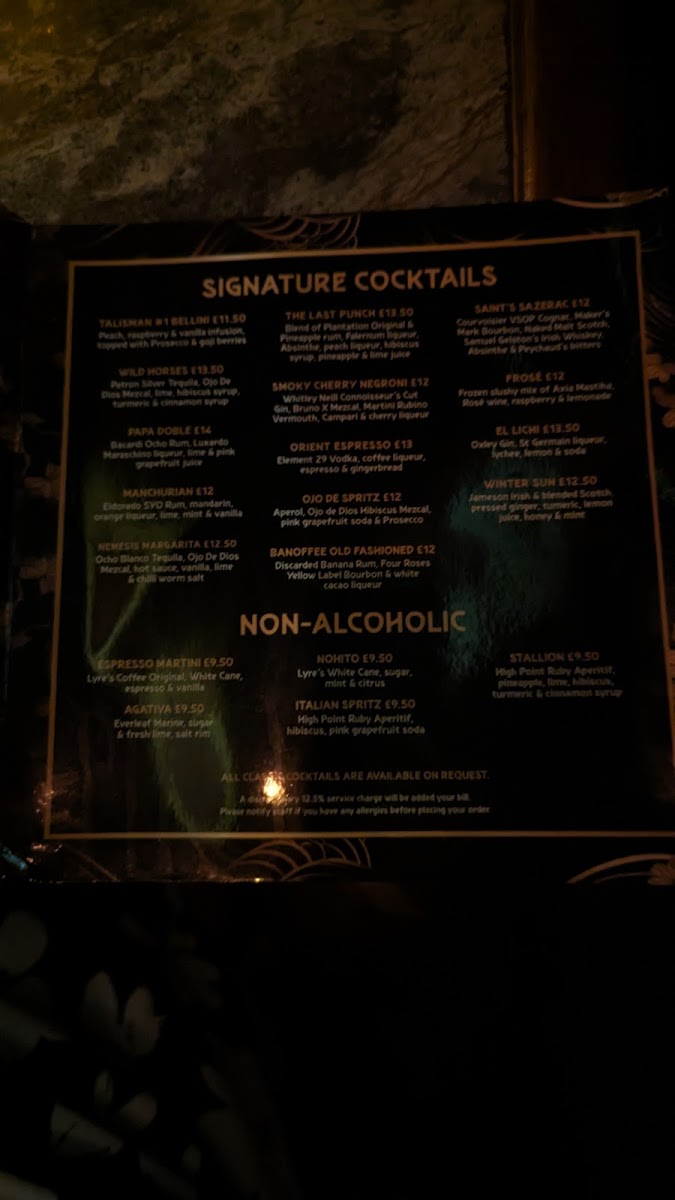 SIGNATURE COCKTAILS
TALISMAN #1 BELLINI £11.50
Peach, raspberry & vanilla infusion,
topped with Prosecco & goji berries
WILD HORSES £13.50
Patron Silver Tequila, Ojo De
Dios Mezcal, lime, hibiscus syrup,
turmeric & cinnamon syrup
PAPA DOBLE £14
Bacardi Ocho Rum, Luxardo
Maraschino liqueur, lime & pink
grapefruit juice
MANCHURIAN £12
Eldorado 5YO Rum, mandarin,
orange liqueur, lime, mint & vanilla
NEMESIS MARGARITA £12.50
Ocho Blanco Tequila, Ojo De Dios
Mezcal, hot sauce, vanilla, lime
& chilli worm salt
THE LAST PUNCH £13.50
Blend of Plantation Original &
Pineapple rum, Falernum liqueur,
Absinthe, peach liqueur, hibiscus
syrup, pineapple & lime juice
SMOKY CHERRY NEGRONI £12
Whitley Neill Connoisseur's Cut
Gin, Bruno X Mezcal, Martini Rubino
Vermouth, Campari & cherry liqueur
ORIENT ESPRESSO £13
Element 29 Vodka, coffee liqueur,
espresso & gingerbread
OJO DE SPRITZ £12
Aperol, Ojo de Dios Hibiscus Mezcal,
pink grapefruit soda & Prosecco
BANOFFEE OLD FASHIONED £12
Discarded Banana Rum, Four Roses
Yellow Label Bourbon & white
cacao liqueur
SAINT'S SAZERAC £12
Courvoisier VSOP Cognac, Maker's
Mark Bourbon, Naked Malt Scotch,
Samuel Gelston's Irish Whiskey,
Absinthe & Peychaud's bitters
FROSÉ £12
Frozen slushy mix of Axia Mastiha,
Rosé wine, raspberry & lemonade
EL LICHI £13.50
Oxley Gin, St Germain liqueur,
lychee, lemon & soda
WINTER SUN £12.50
Jameson Irish & blended Scotch,
pressed ginger, tumeric, lemon
juice, honey & mint
NON-ALCOHOLIC
ESPRESSO MARTINI £9.50
Lyre's Coffee Original, White Cane,
espresso & vanilla
AGATIVA £9.50
Everleaf Marine, sugar
& fresh lime, salt rim
NOHITO £9.50
Lyre's White Cane, sugar,
mint & citrus
ITALIAN SPRITZ £9.50
High Point Ruby Aperitif,
hibiscus, pink grapefruit soda
STALLION £9.50
High Point Ruby Aperitif,
pineapple, lime, hibiscus,
turmeric & cinnamon syrup
ALL CLASSIC COCKTAILS ARE AVAILABLE ON REQUEST.
A discretionary 12.5% service charge will be added your bill.
Please notify staff if you have any allergies before placing your order.